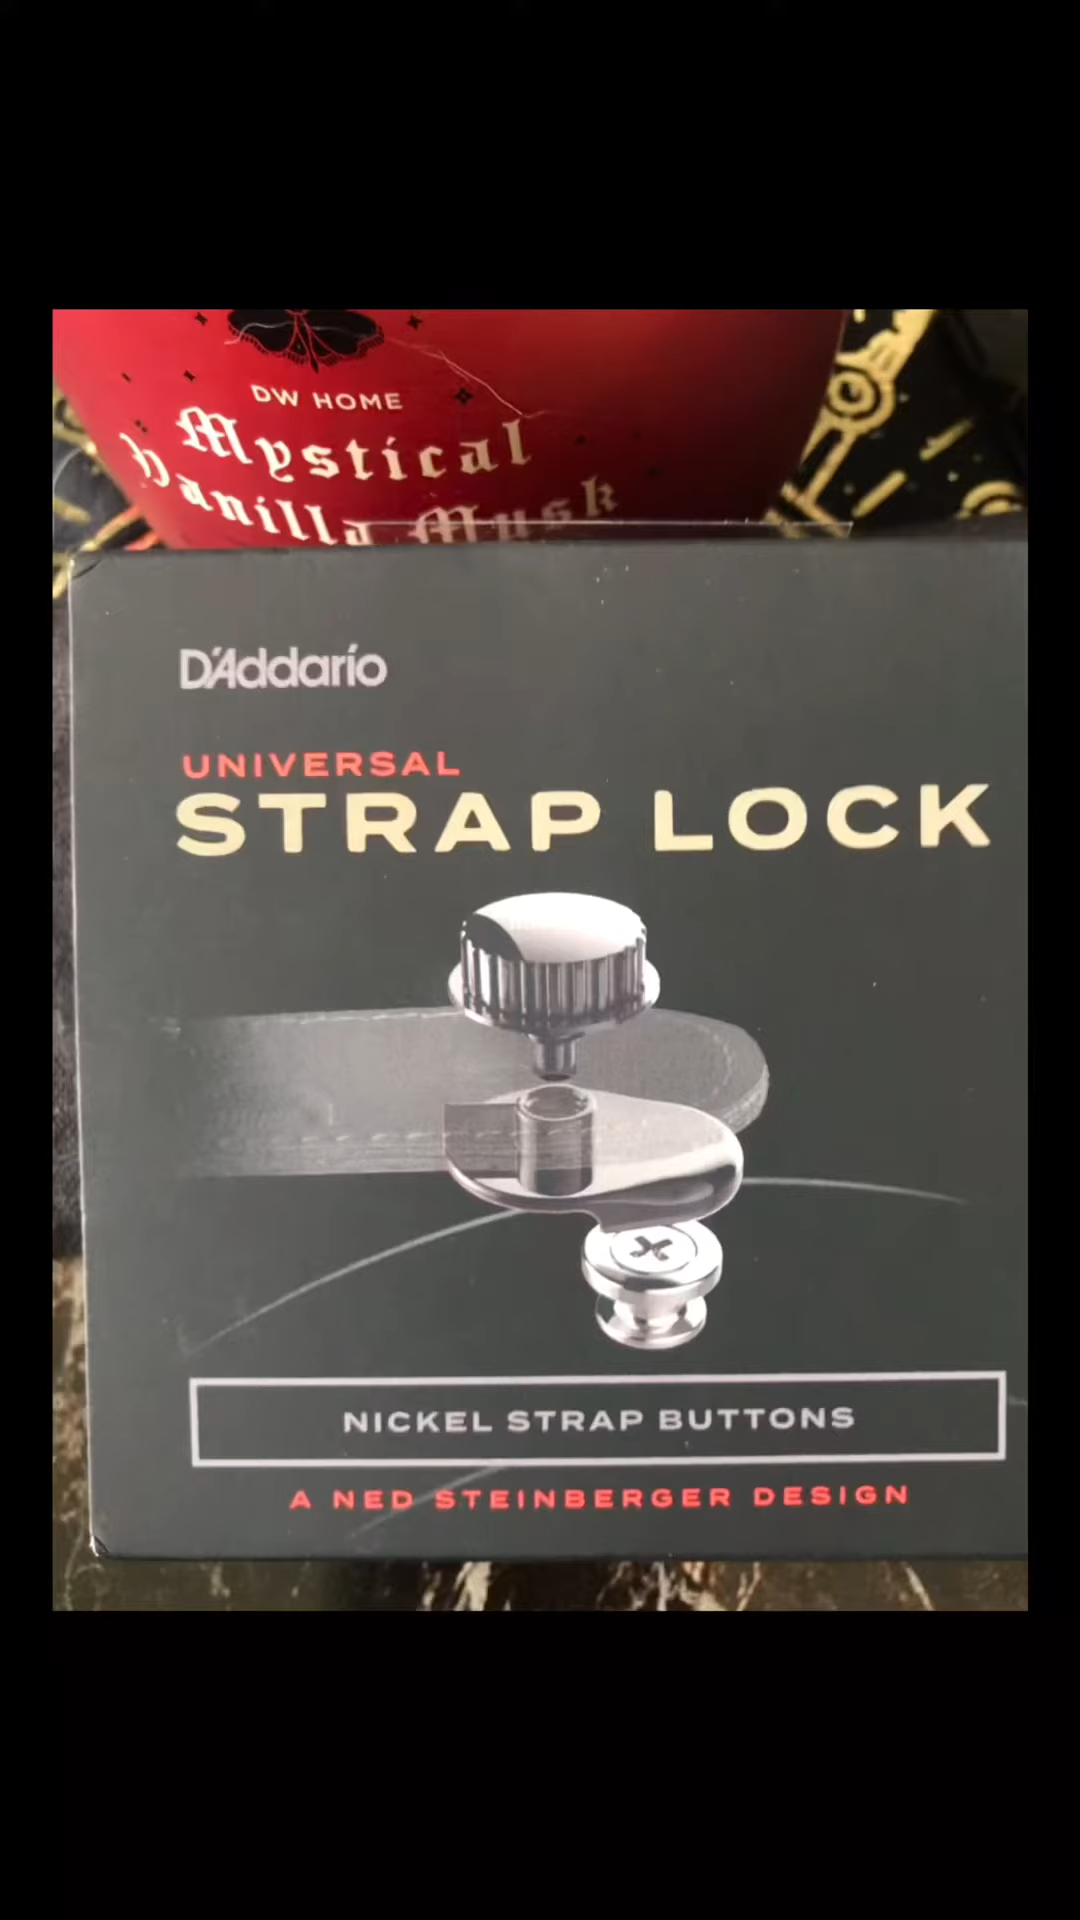 DW HOME
Mystical
Vanilla Musk
D'Addario
UNIVERSAL
STRAP LOCK
NICKEL STRAP BUTTONS
A NED STEINBERGER DESIGN